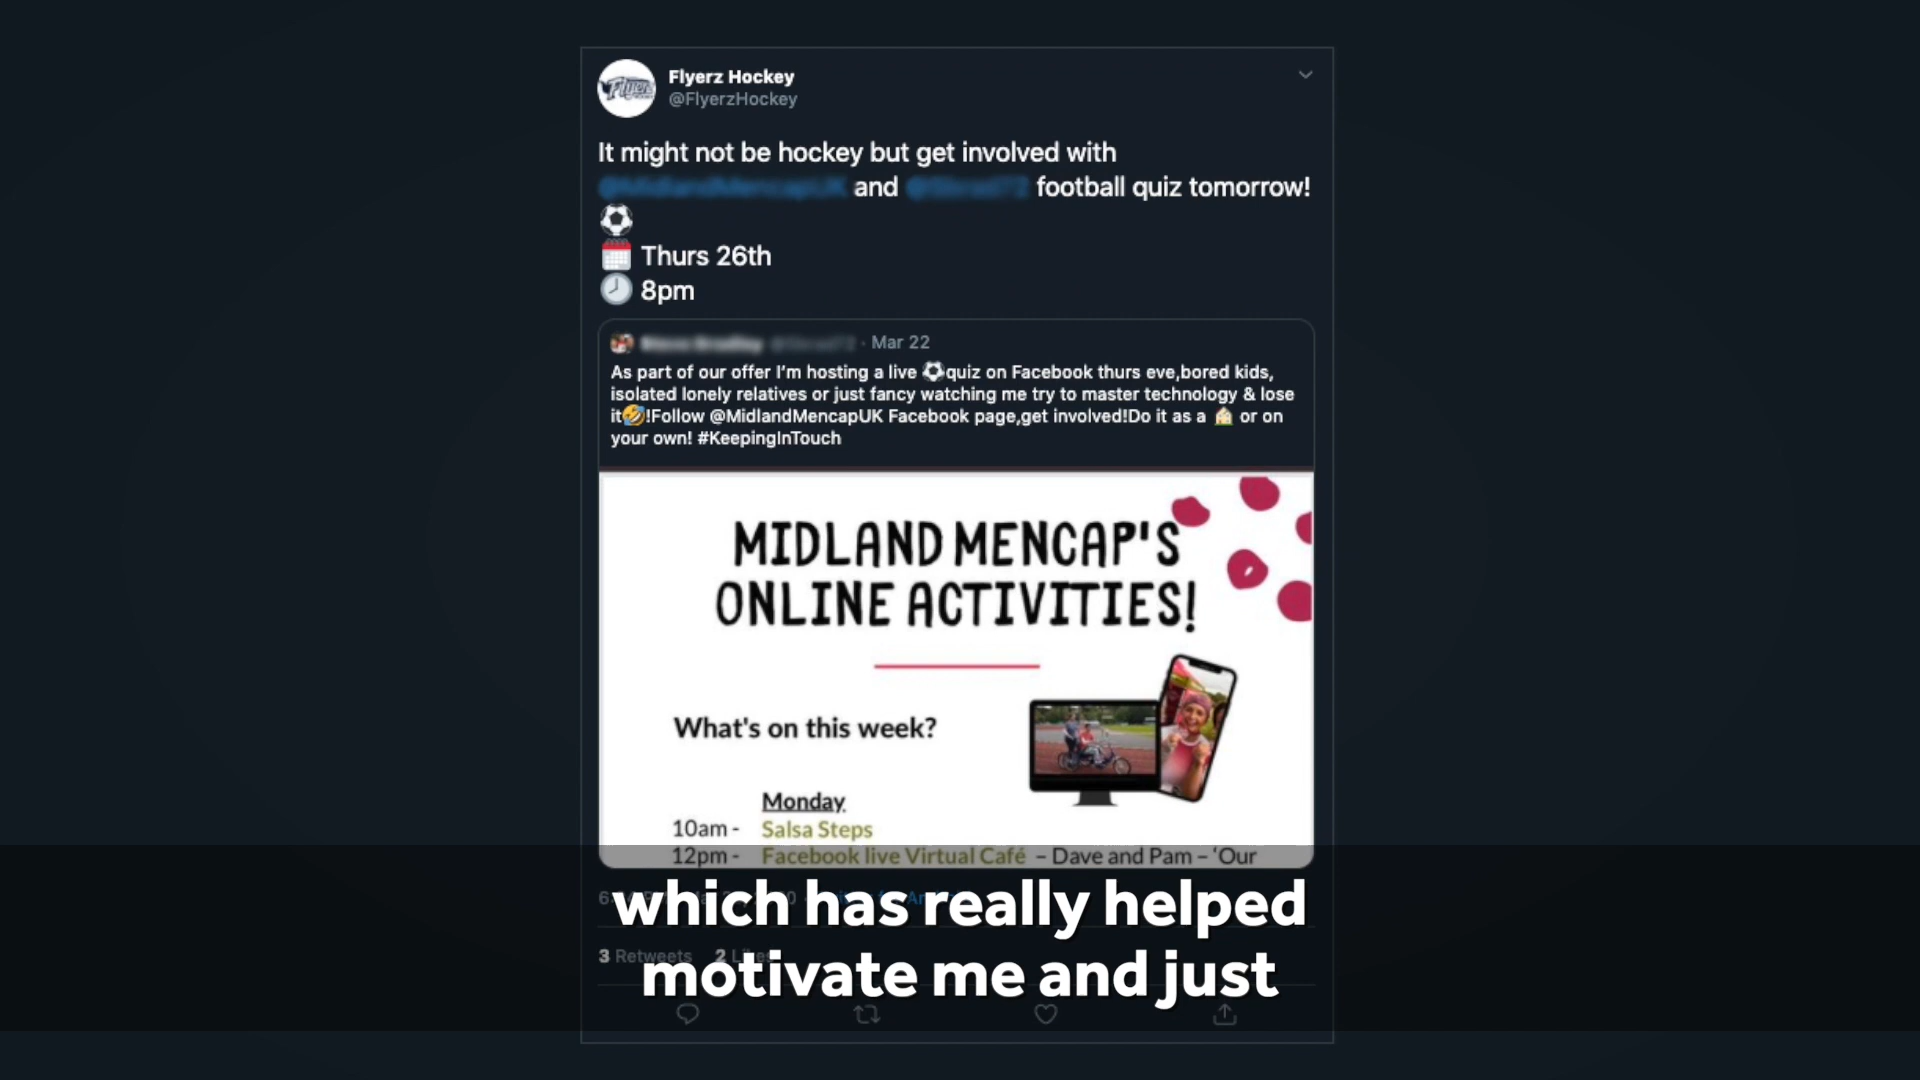 Flyerz Hockey
@FlyerzHockey
It might not be hockey but get involved with
and football quiz tomorrow!
Thurs 26th
8pm
· Mar 22
As part of our offer I'm hosting a live quiz on Facebook thurs eve,bored kids,
isolated lonely relatives or just fancy watching me try to master technology & lose
it!Follow @MidlandMencapUK Facebook page,get involved!Do it as a or on
your own! #KeepingInTouch
MIDLAND MENCAP'S
ONLINE ACTIVITIES!
What's on this week?
Monday
10am - Salsa Steps
12pm - Facebook live Virtual Café – Dave and Pam – 'Our
which has really helped
3 Retweets 2 Likes
motivate me and just